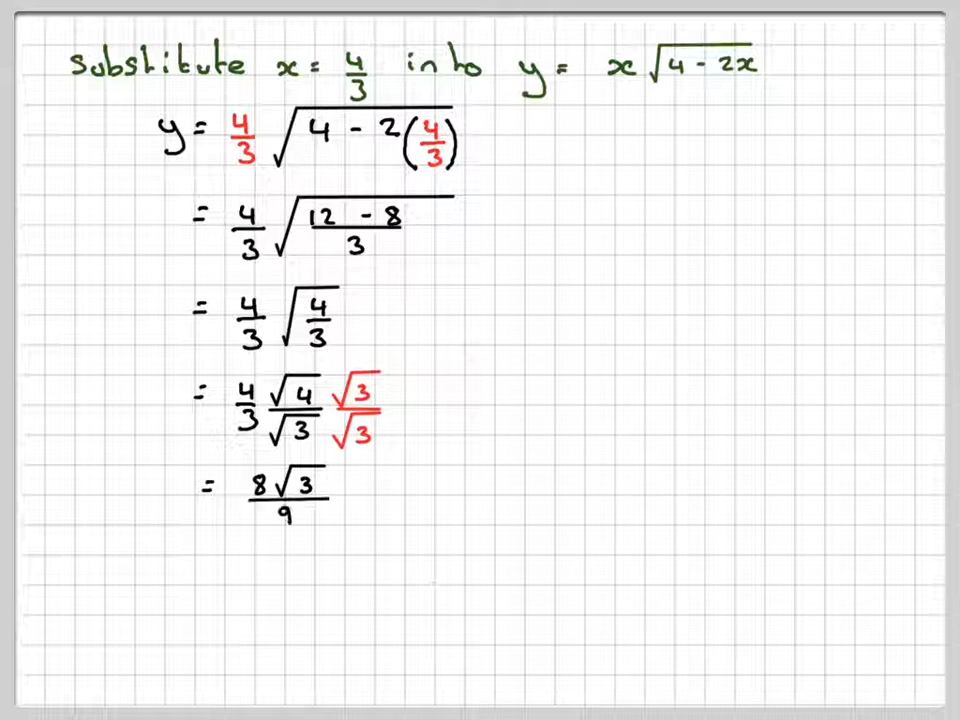 substitute x = 4/3 into y = x √(4 - 2x)
y = 4/3 √(4 - 2(4/3))
= 4/3 √((12 - 8)/3)
= 4/3 √(4/3)
= 4/3 √4/√3 √3/√3
= 8√3/9